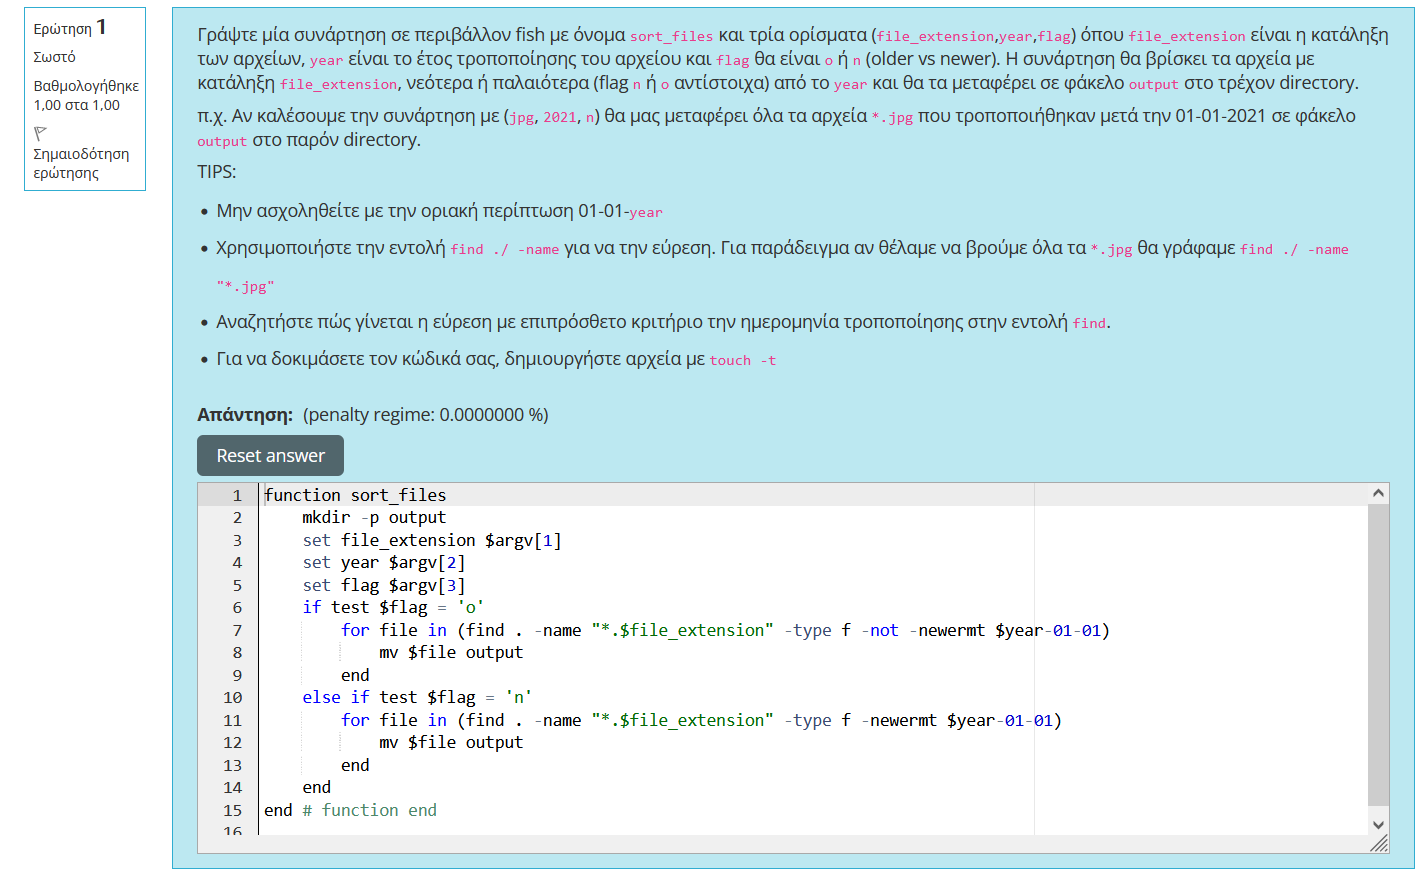 Ερώτηση 1
Σωστό
Βαθμολογήθηκε
1,00 στα 1,00
Σημαιοδότηση
ερώτησης
Γράψτε μία συνάρτηση σε περιβάλλον fish με όνομα sort_files και τρία ορίσματα (file_extension,year,flag) όπου file_extension είναι η κατάληξη
των αρχείων, year είναι το έτος τροποποίησης του αρχείου και flag θα είναι o ή n (older vs newer). Η συνάρτηση θα βρίσκει τα αρχεία με
κατάληξη file_extension, νεότερα ή παλαιότερα (flag n ή o αντίστοιχα) από το year και θα τα μεταφέρει σε φάκελο output στο τρέχον directory.
π.χ. Αν καλέσουμε την συνάρτηση με (jpg, 2021, n) θα μας μεταφέρει όλα τα αρχεία *.jpg που τροποποιήθηκαν μετά την 01-01-2021 σε φάκελο
output στο παρόν directory.
TIPS:
• Μην ασχοληθείτε με την οριακή περίπτωση 01-01-year
• Χρησιμοποιήστε την εντολή find ./ -name για να την εύρεση. Για παράδειγμα αν θέλαμε να βρούμε όλα τα *.jpg θα γράφαμε find ./ -name
"*.jpg"
• Αναζητήστε πώς γίνεται η εύρεση με επιπρόσθετο κριτήριο την ημερομηνία τροποποίησης στην εντολή find.
• Για να δοκιμάσετε τον κώδικά σας, δημιουργήστε αρχεία με touch -t
Απάντηση: (penalty regime: 0.0000000 %)
Reset answer
1 function sort_files
2     mkdir -p output
3     set file_extension $argv[1]
4     set year $argv[2]
5     set flag $argv[3]
6     if test $flag = 'o'
7         for file in (find . -name "*.$file_extension" -type f -not -newermt $year-01-01)
8             mv $file output
9         end
10     else if test $flag = 'n'
11         for file in (find . -name "*.$file_extension" -type f -newermt $year-01-01)
12             mv $file output
13         end
14     end
15 end # function end
16